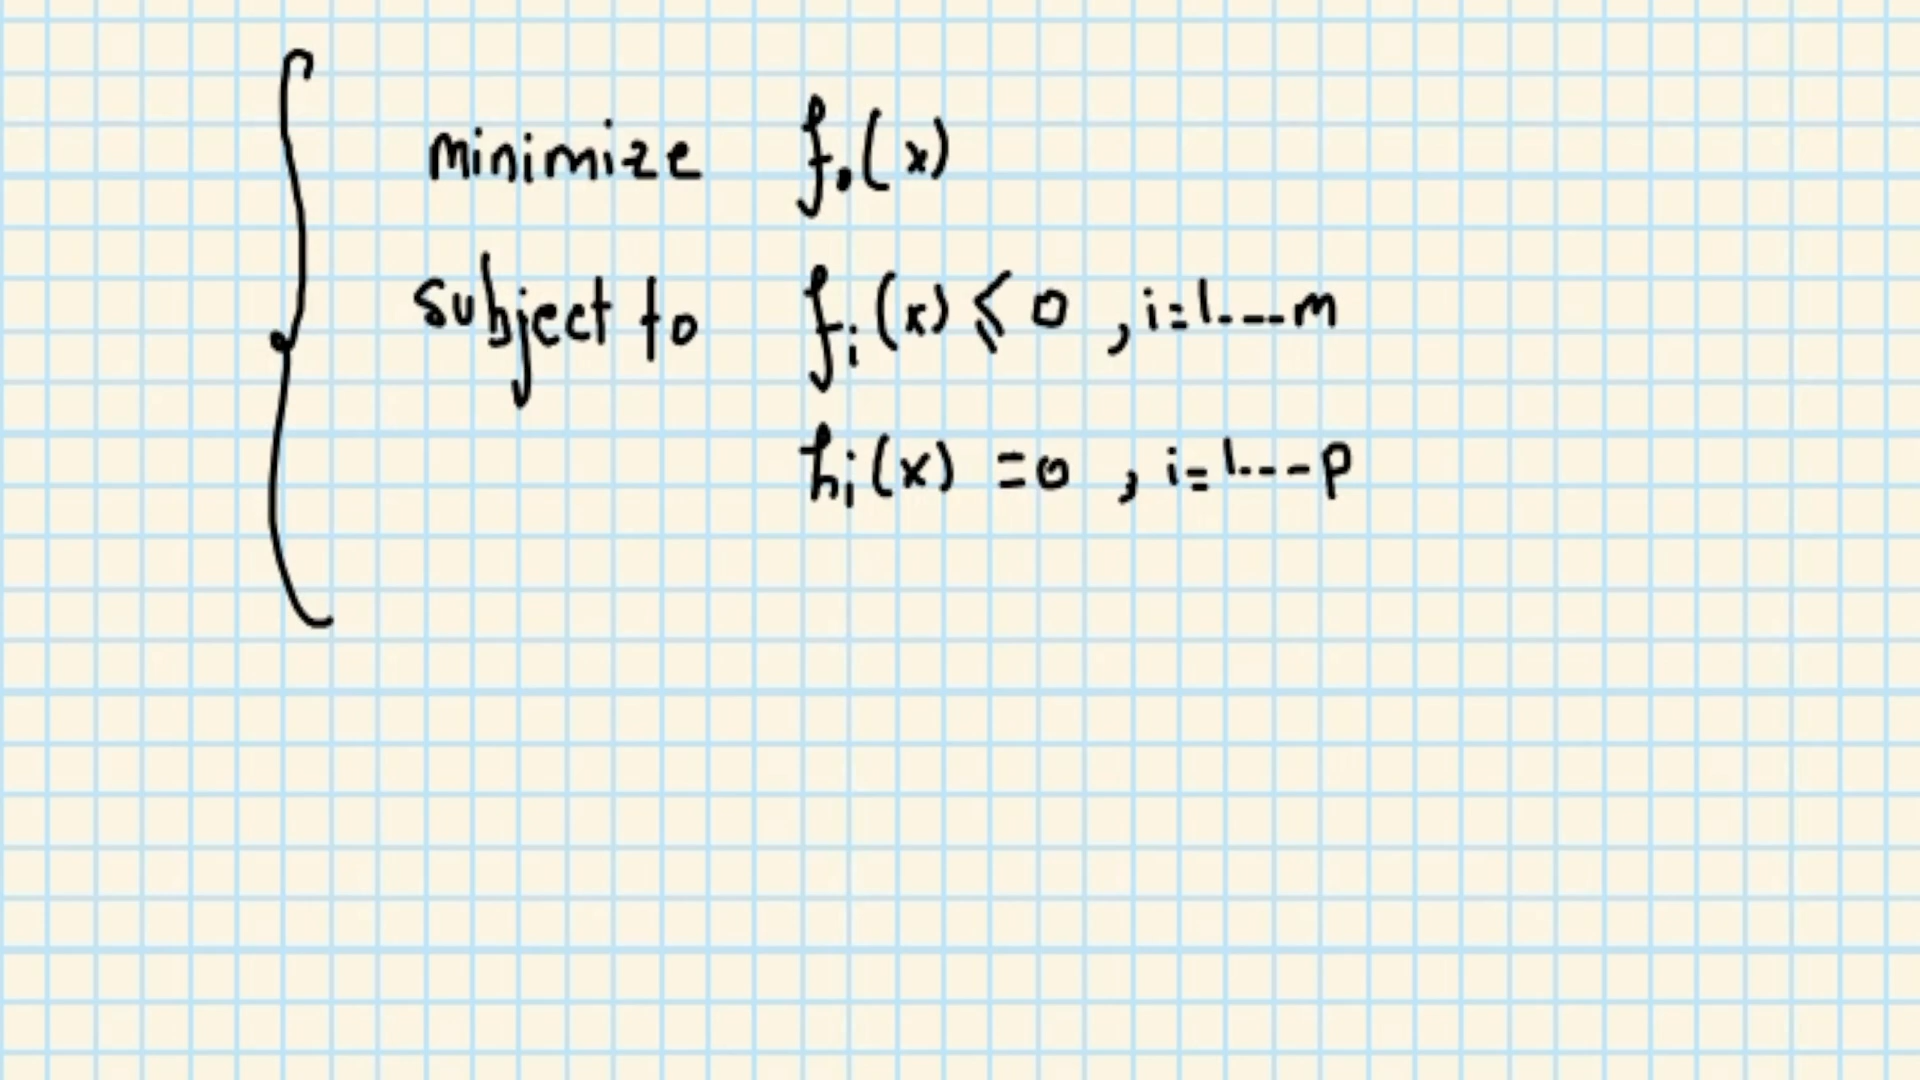 minimize f₀(x)
subject to fᵢ(x) ⩽ 0 , i=1---m
hᵢ(x) =0 , i=1---p